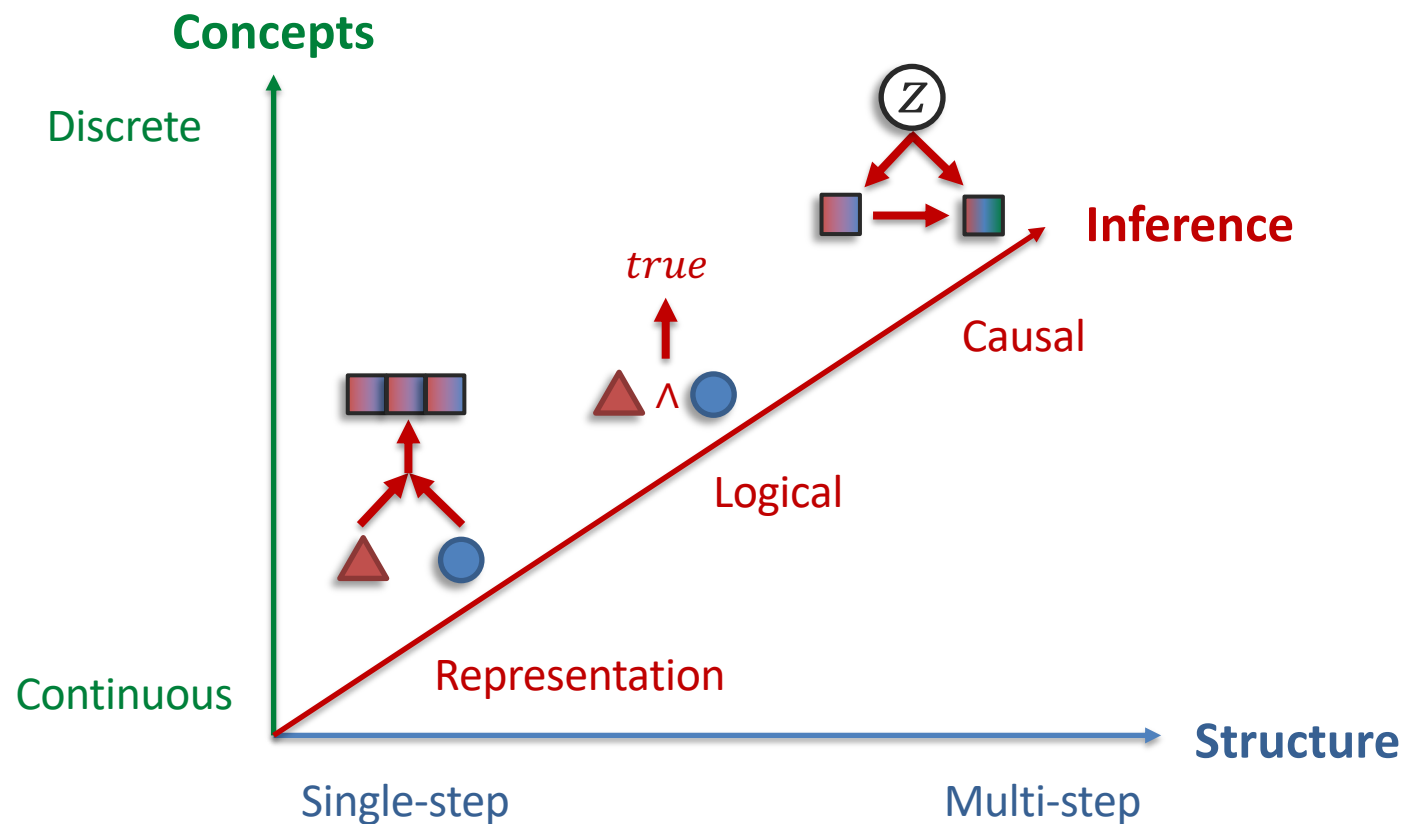 Concepts
Discrete
Z
Inference
true
Causal
∧
Logical
Representation
Continuous
Structure
Single-step
Multi-step